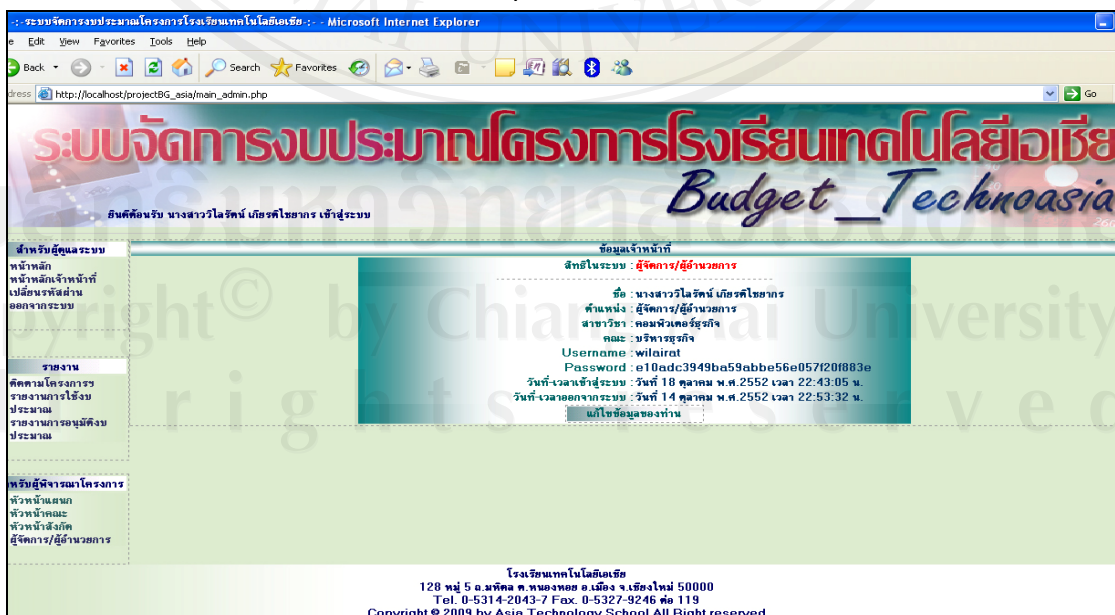 -:-ระบบจัดการงบประมาณโครงการโรงเรียนเทคโนโลยีเอเชีย-:- - Microsoft Internet Explorer
e Edit View Favorites Tools Help
Back Search Favorites
dress http://localhost/projectBG_asia/main_admin.php Go
ระบบจัดการงบประมาณโครงการโรงเรียนเทคโนโลยีเอเชีย
Budget_Technoasia
ยินดีต้อนรับ นางสาววิไลรัตน์ เกียรติไชยากร เข้าสู่ระบบ
สำหรับผู้ดูแลระบบ
หน้าหลัก
หน้าหลักเจ้าหน้าที่
เปลี่ยนรหัสผ่าน
ออกจากระบบ
รายงาน
ติดตามโครงการฯ
รายงานการใช้งบ
ประมาณ
รายงานการอนุมัติงบ
ประมาณ
หรับผู้พิจารณาโครงการ
หัวหน้าแผนก
หัวหน้าคณะ
หัวหน้าสังกัด
ผู้จัดการ/ผู้อำนวยการ
ข้อมูลเจ้าหน้าที่
สิทธิในระบบ : ผู้จัดการ/ผู้อำนวยการ
ชื่อ : นางสาววิไลรัตน์ เกียรติไชยากร
ตำแหน่ง : ผู้จัดการ/ผู้อำนวยการ
สาขาวิชา : คอมพิวเตอร์ธุรกิจ
คณะ : บริหารธุรกิจ
Username : wilairat
Password : e10adc3949ba59abbe56e057f20f883e
วันที่-เวลาเข้าสู่ระบบ : วันที่ 18 ตุลาคม พ.ศ.2552 เวลา 22:43:05 น.
วันที่-เวลาออกจากระบบ : วันที่ 14 ตุลาคม พ.ศ.2552 เวลา 22:53:32 น.
แก้ไขข้อมูลของท่าน
โรงเรียนเทคโนโลยีเอเชีย
128 หมู่ 5 ถ.มหิดล ต.หนองหอย อ.เมือง จ.เชียงใหม่ 50000
Tel. 0-5314-2043-7 Fax. 0-5327-9246 ต่อ 119
Copyright © 2009 by Asia Technology School All Right reserved